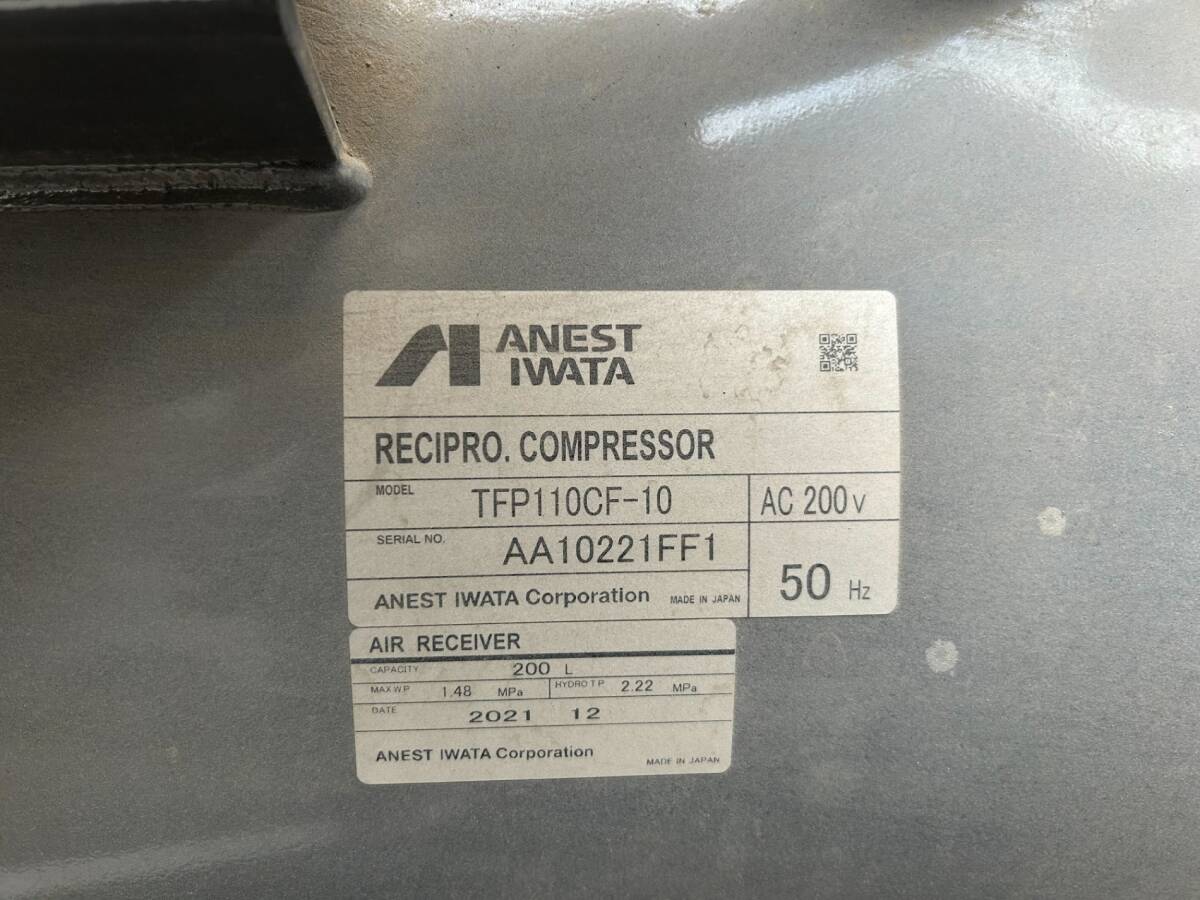 ANEST
IWATA
RECIPRO. COMPRESSOR
MODEL TFP110CF-10 AC 200 V
SERIAL NO. AA10221FF1
50 Hz
ANEST IWATA Corporation MADE IN JAPAN
AIR RECEIVER
CAPACITY 200 L
MAX W.P 1.48 MPa HYDRO T.P 2.22 MPa
DATE 2021 12
ANEST IWATA Corporation MADE IN JAPAN